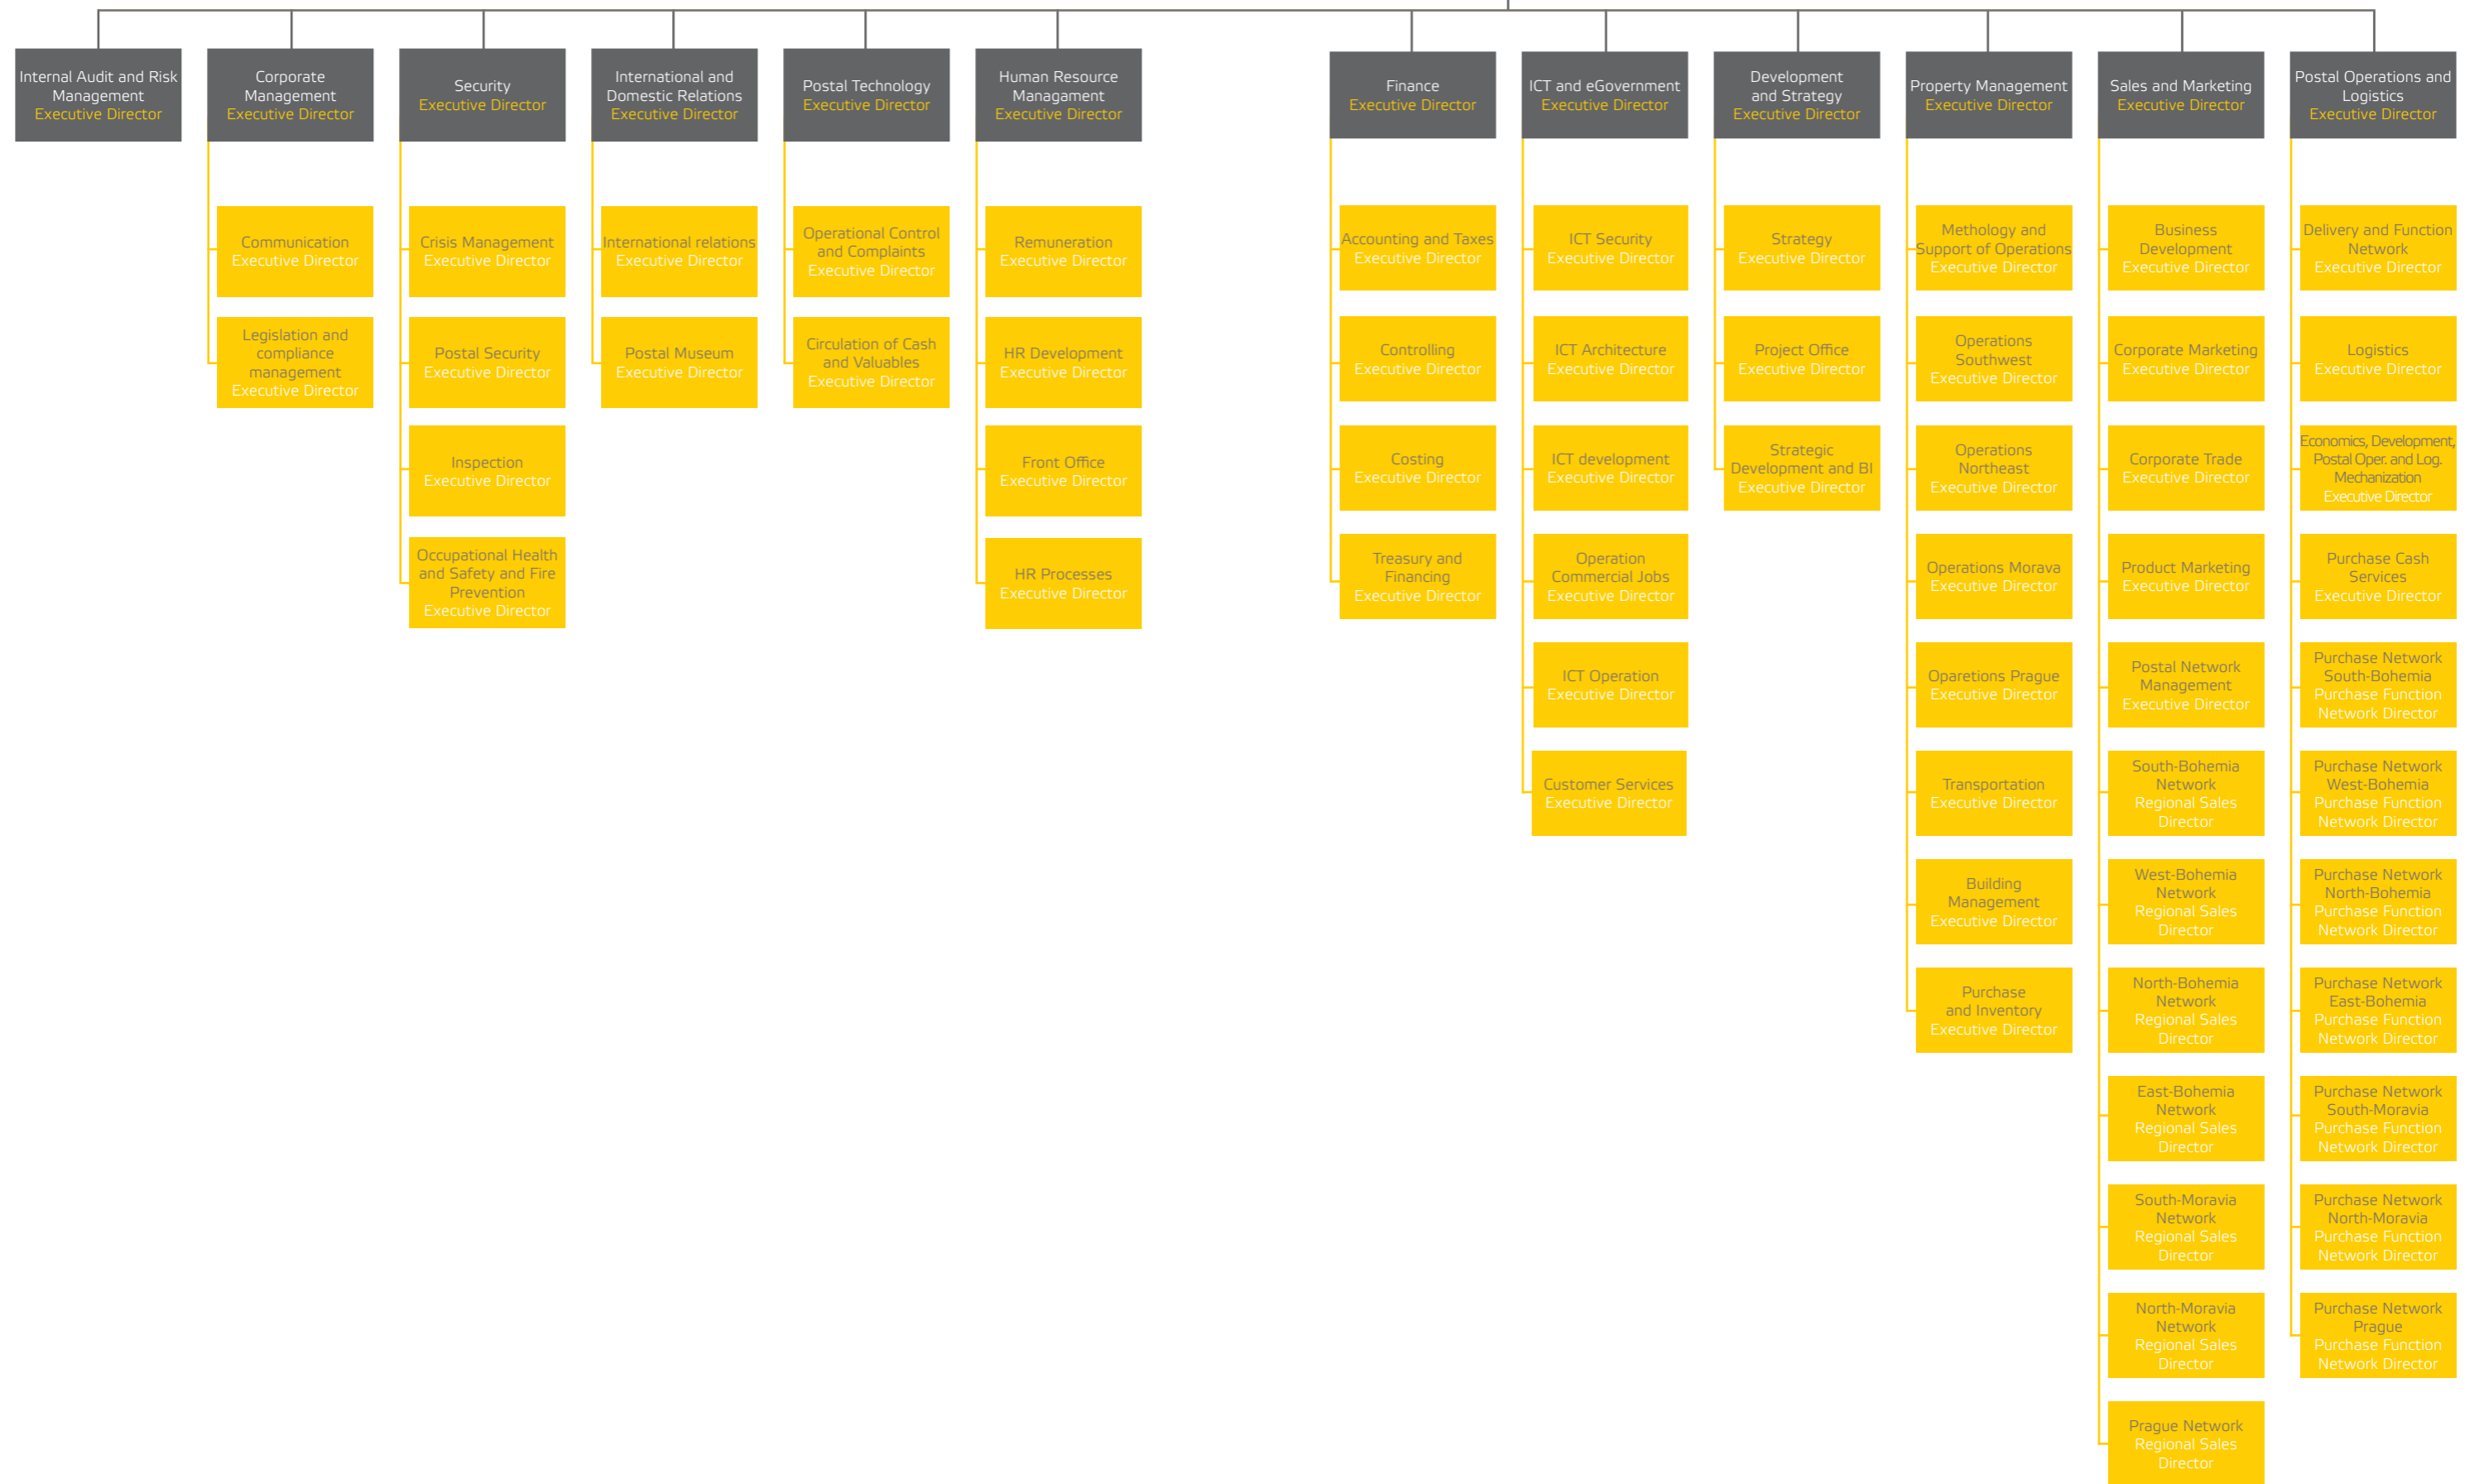 Internal Audit and Risk
Management
Executive Director
Corporate
Management
Executive Director
Security
Executive Director
International and
Domestic Relations
Executive Director
Postal Technology
Executive Director
Human Resource
Managament
Executive Director
Finance
Executive Director
ICT and eGovernment
Executive Director
Development
and Strategy
Executive Director
Property Management
Executive Director
Sales and Marketing
Executive Director
Postal Operations and
Logistics
Executive Director
Communication
Executive Director
Legislation and
compliance
management
Executive Director
Crisis Management
Executive Director
Postal Security
Executive Director
Inspection
Executive Director
Occupational Health
and Safety and Fire
Prevention
Executive Director
International relations
Executive Director
Postal Museum
Executive Director
Operational Control
and Complaints
Executive Director
Circulation of Cash
and Valuables
Executive Director
Remuneration
Executive Director
HR Development
Executive Director
Front Office
Executive Director
HR Processes
Executive Director
Accounting and Taxes
Executive Director
Controlling
Executive Director
Costing
Executive Director
Treasury and
Financing
Executive Director
ICT Security
Executive Director
ICT Architecture
Executive Director
ICT development
Executive Director
Operation
Commercial Jobs
Executive Director
ICT Operation
Executive Director
Customer Services
Executive Director
Strategy
Executive Director
Project Office
Executive Director
Strategic
Development and BI
Executive Director
Methology and
Support of Operations
Executive Director
Operations
Southwest
Executive Director
Operations
Northeast
Executive Director
Operations Morava
Executive Director
Oparetions Prague
Executive Director
Transportation
Executive Director
Building
Management
Executive Director
Purchase
and Inventory
Executive Director
Business
Development
Executive Director
Corporate Marketing
Executive Director
Corporate Trade
Executive Director
Product Marketing
Executive Director
Postal Network
Management
Executive Director
South-Bohemia
Network
Regional Sales
Director
West-Bohemia
Network
Regional Sales
Director
North-Bohemia
Network
Regional Sales
Director
East-Bohemia
Network
Regional Sales
Director
South-Moravia
Network
Regional Sales
Director
North-Moravia
Network
Regional Sales
Director
Prague Network
Regional Sales
Director
Delivery and Function
Network
Executive Director
Logistics
Executive Director
Economics, Development,
Postal Oper. and Log.
Mechanization
Executive Director
Purchase Cash
Services
Executive Director
Purchase Network
South-Bohemia
Purchase Function
Network Director
Purchase Network
West-Bohemia
Purchase Function
Network Director
Purchase Network
North-Bohemia
Purchase Function
Network Director
Purchase Network
East-Bohemia
Purchase Function
Network Director
Purchase Network
South-Moravia
Purchase Function
Network Director
Purchase Network
North-Moravia
Purchase Function
Network Director
Purchase Network
Prague
Purchase Function
Network Director